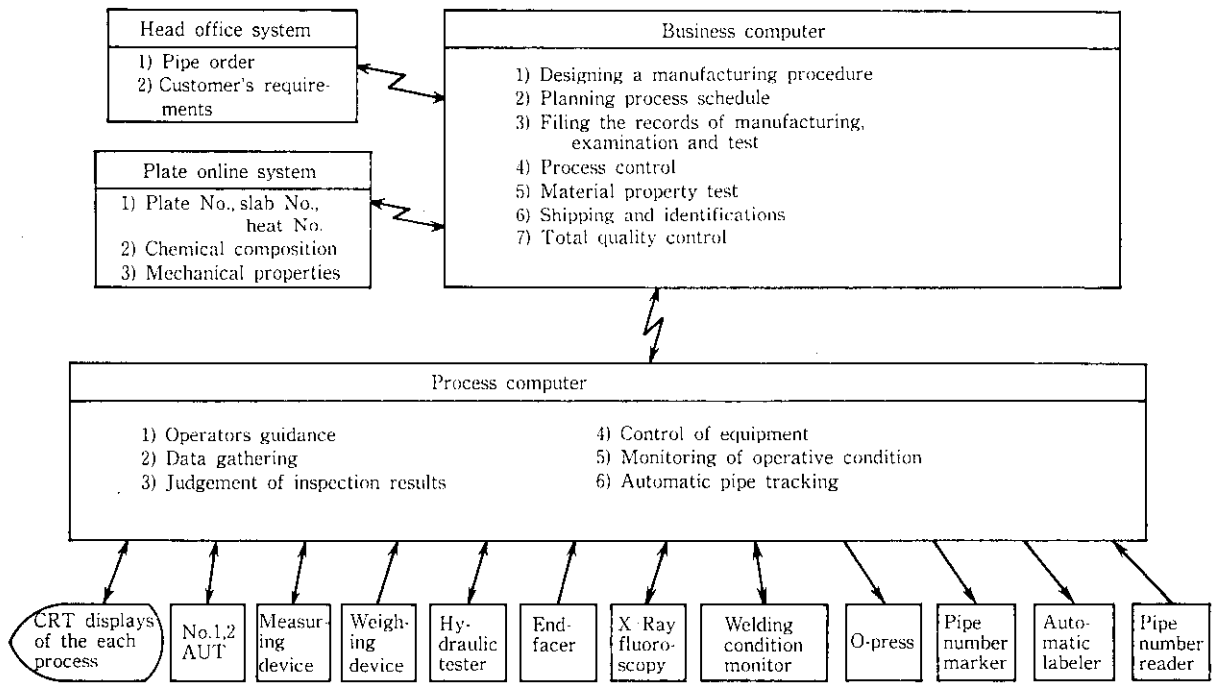 Head office system
1) Pipe order
2) Customer's require-
ments
Business computer
1) Designing a manufacturing procedure
2) Planning process schedule
3) Filing the records of manufacturing,
examination and test
4) Process control
5) Material property test
6) Shipping and identifications
7) Total quality control
Plate online system
1) Plate No., slab No.,
heat No.
2) Chemical composition
3) Mechanical properties
Process computer
1) Operators guidance
2) Data gathering
3) Judgement of inspection results
4) Control of equipment
5) Monitoring of operative condition
6) Automatic pipe tracking
CRT displays
of the each
process
No.1,2
AUT
Measur-
ing
device
Weigh-
ing
device
Hy-
draulic
tester
End-
facer
X-Ray
fluoro-
scopy
Welding
condition
monitor
O-press
Pipe
number
marker
Auto-
matic
labeler
Pipe
number
reader